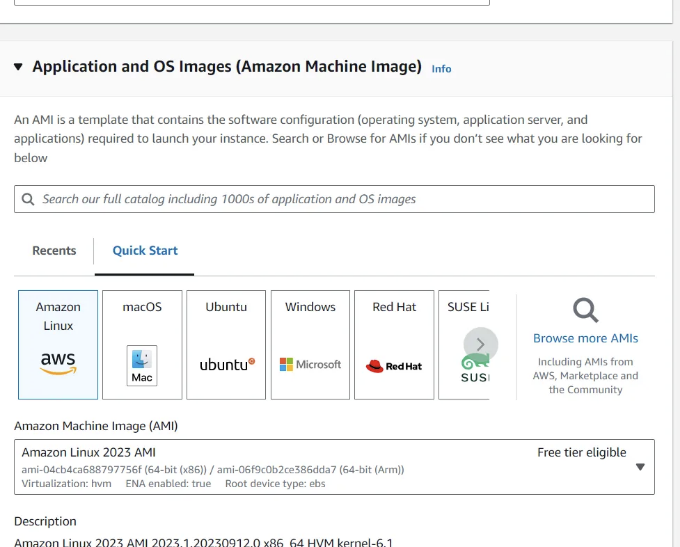 Application and OS Images (Amazon Machine Image) Info
An AMI is a template that contains the software configuration (operating system, application server, and
applications) required to launch your instance. Search or Browse for AMIs if you don't see what you are looking for
below
Search our full catalog including 1000s of application and OS images
Recents
Quick Start
Amazon
Linux
aws
macOS
Mac
Ubuntu
ubuntu
Windows
Microsoft
Red Hat
Red Hat
SUSE Li
SUS
Browse more AMIs
Including AMIs from
AWS, Marketplace and
the Community
Amazon Machine Image (AMI)
Amazon Linux 2023 AMI
Free tier eligible
ami-04cb4ca688797756f (64-bit (x86)) / ami-06f9c0b2ce386dda7 (64-bit (Arm))
Virtualization: hvm ENA enabled: true Root device type: ebs
Description
Amazon Linux 2023 AMI 2023.1.20230912.0 x86_64 HVM kernel-6.1